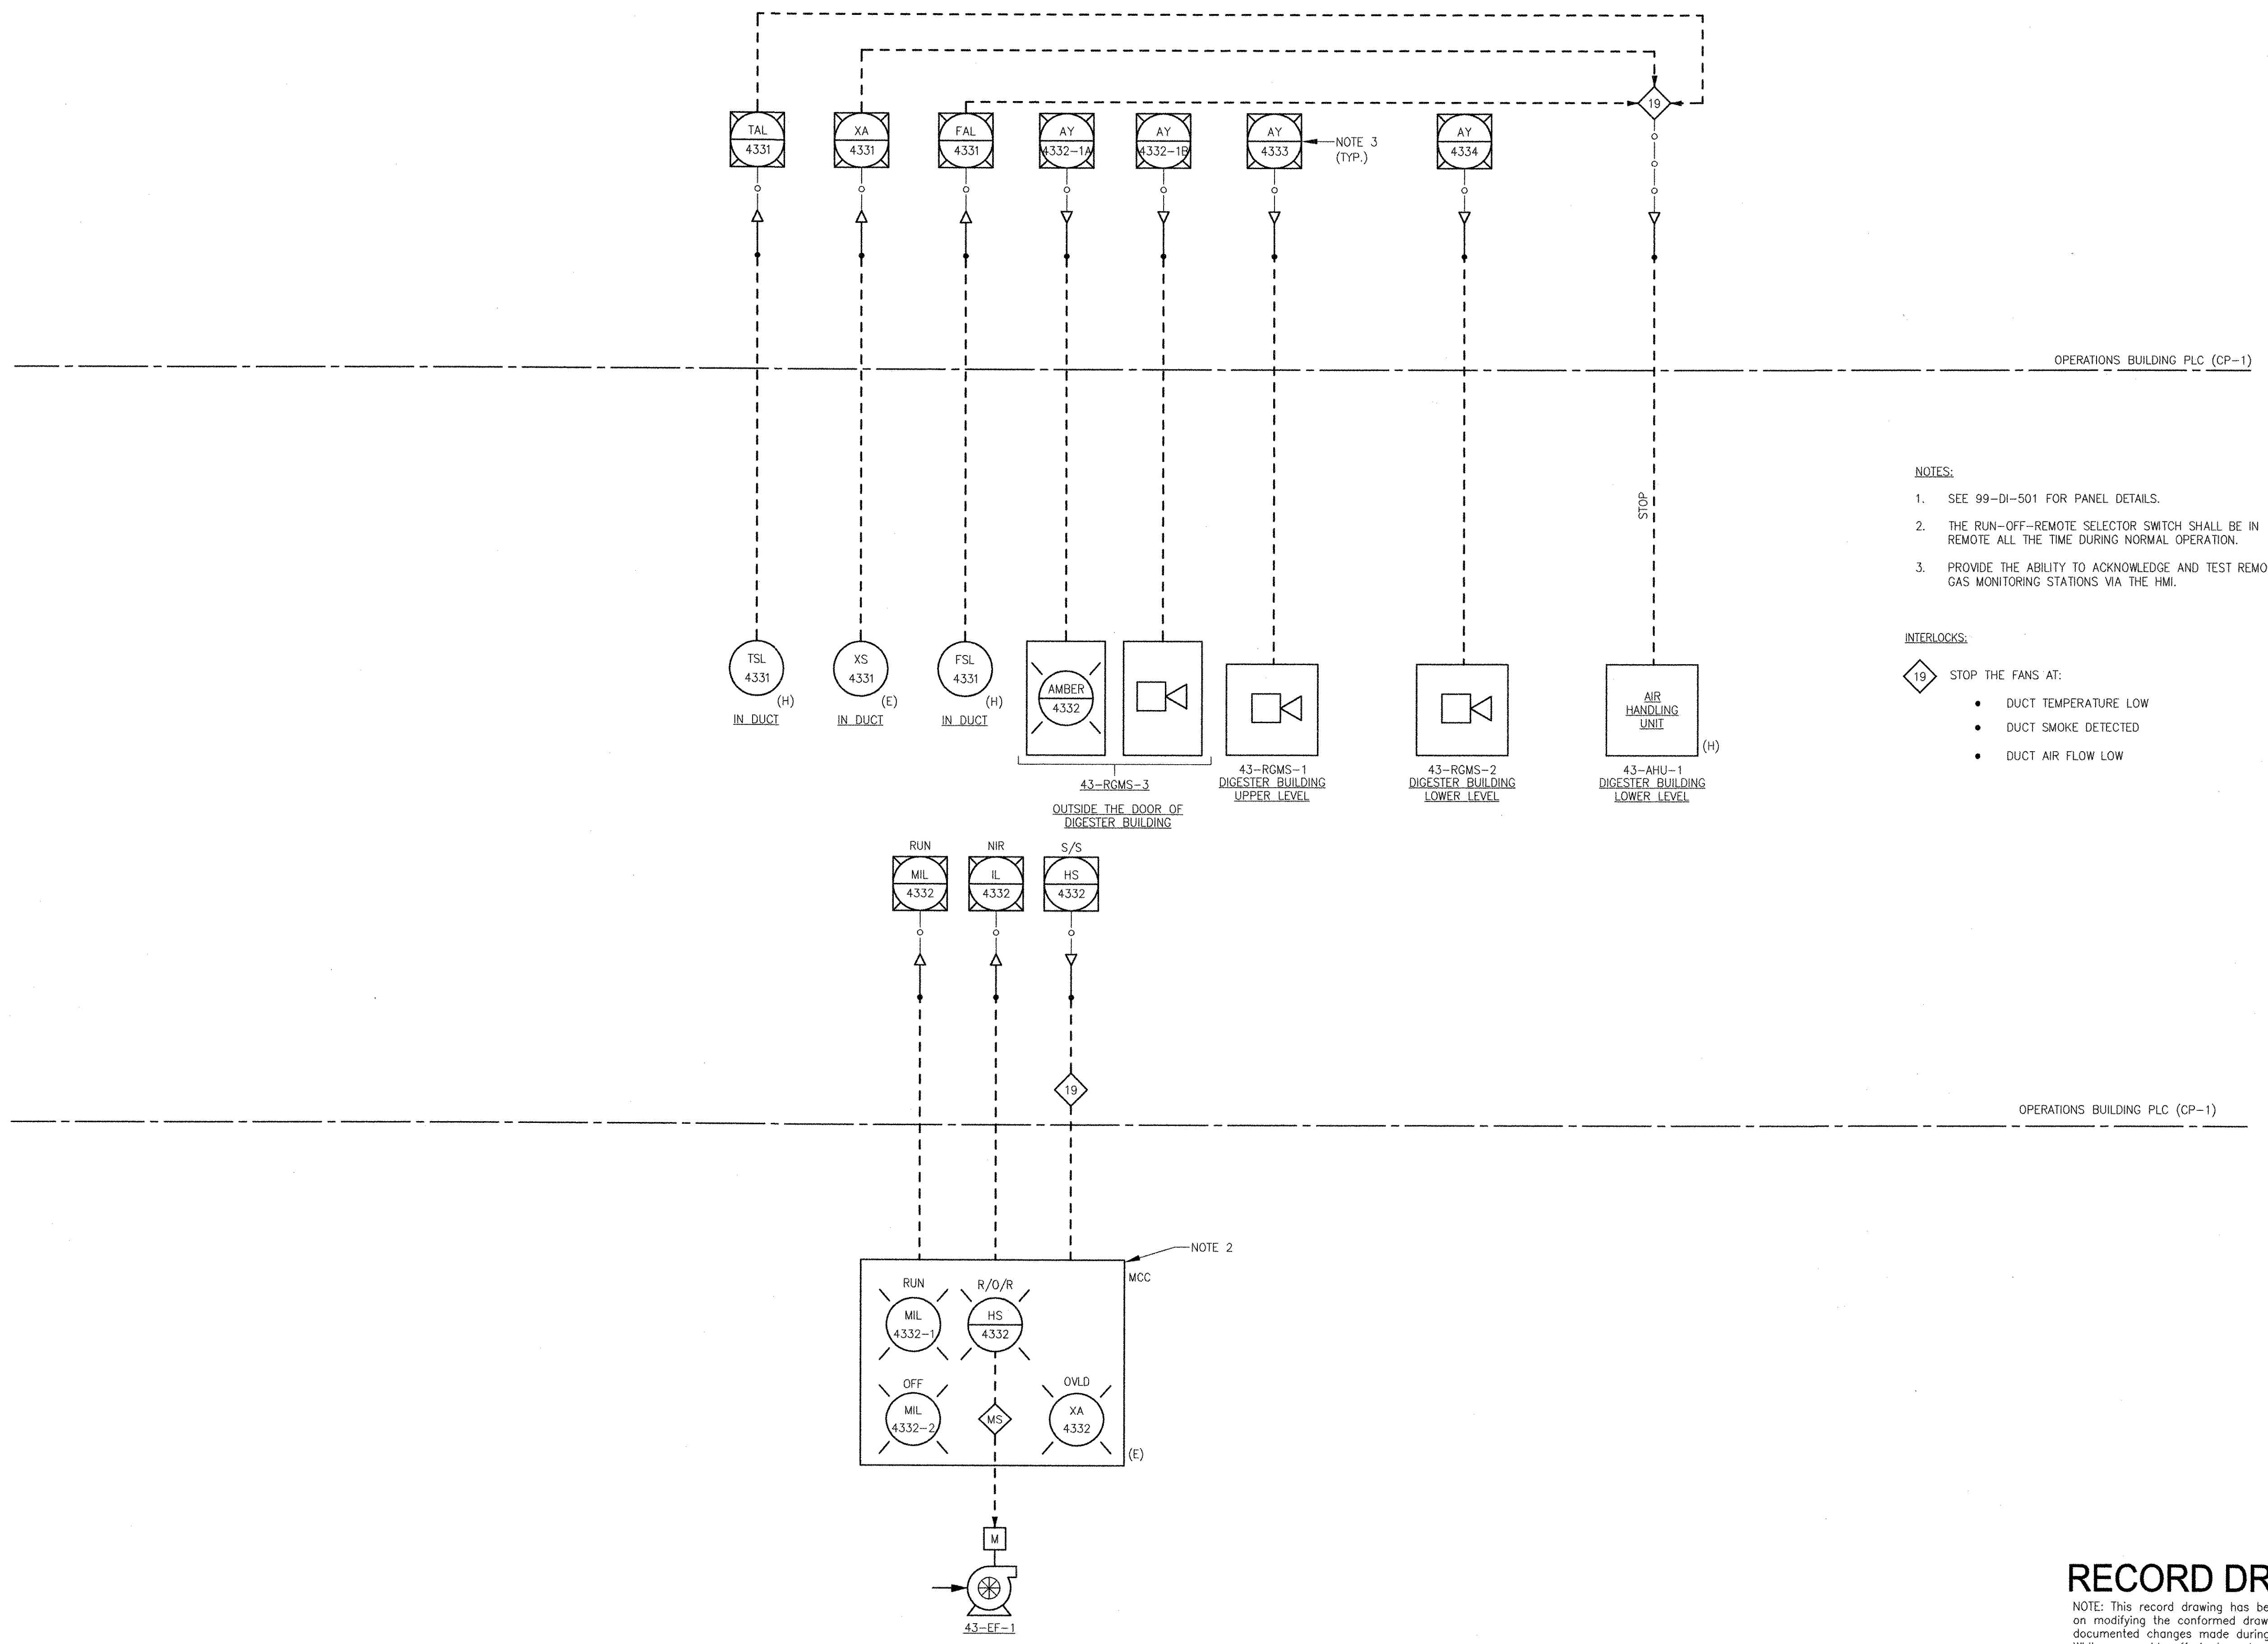 19
TAL
4331
XA
4331
FAL
4331
AY
4332-1A
AY
4332-1B
AY
4333
NOTE 3
(TYP.)
AY
4334
OPERATIONS BUILDING PLC (CP-1)
STOP
NOTES:
1. SEE 99-DI-501 FOR PANEL DETAILS.
2. THE RUN-OFF-REMOTE SELECTOR SWITCH SHALL BE IN
REMOTE ALL THE TIME DURING NORMAL OPERATION.
3. PROVIDE THE ABILITY TO ACKNOWLEDGE AND TEST REMO
GAS MONITORING STATIONS VIA THE HMI.
INTERLOCKS:
19 STOP THE FANS AT:
• DUCT TEMPERATURE LOW
• DUCT SMOKE DETECTED
• DUCT AIR FLOW LOW
TSL
4331
(H)
IN DUCT
XS
4331
(E)
IN DUCT
FSL
4331
(H)
IN DUCT
AMBER
4332
43-RGMS-3
OUTSIDE THE DOOR OF
DIGESTER BUILDING
43-RGMS-1
DIGESTER BUILDING
UPPER LEVEL
43-RGMS-2
DIGESTER BUILDING
LOWER LEVEL
AIR
HANDLING
UNIT
(H)
43-AHU-1
DIGESTER BUILDING
LOWER LEVEL
RUN
MIL
4332
NIR
IL
4332
S/S
HS
4332
19
OPERATIONS BUILDING PLC (CP-1)
NOTE 2
MCC
RUN
MIL
4332-1
R/O/R
HS
4332
OFF
MIL
4332-2
MS
OVLD
XA
4332
(E)
M
43-EF-1
RECORD DR
NOTE: This record drawing has be
on modifying the conformed draw
documented changes made during